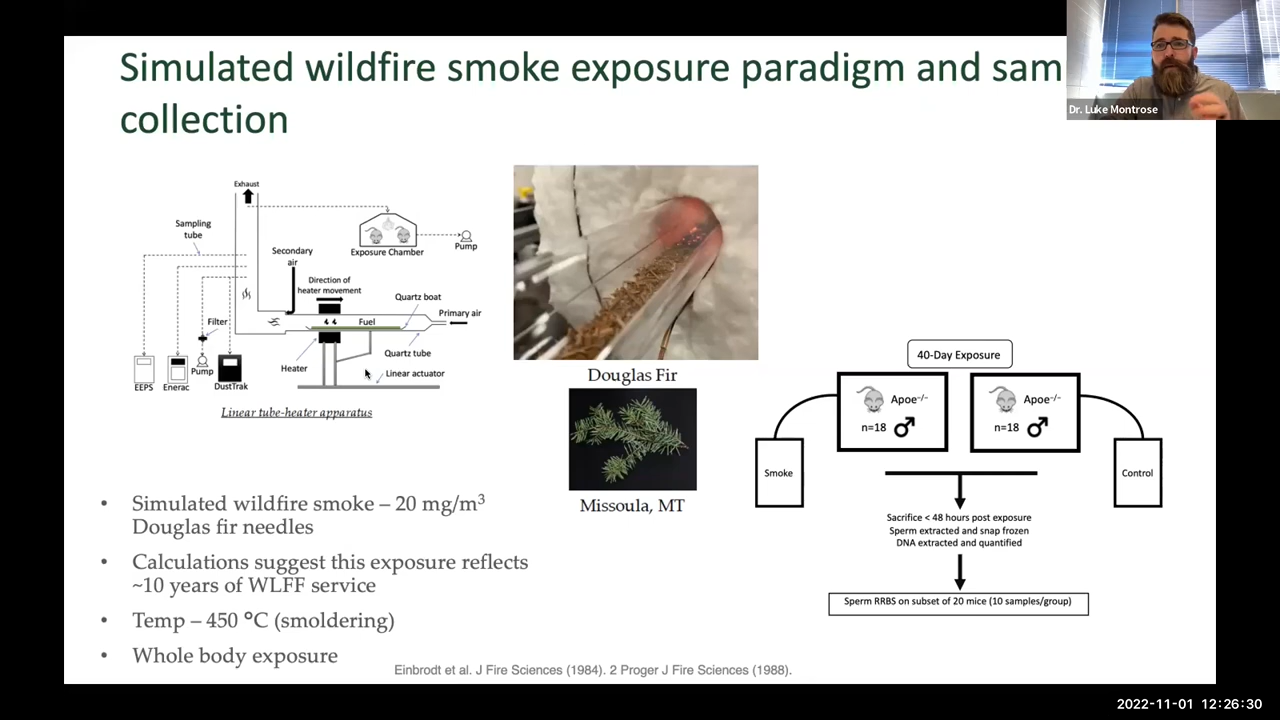 Simulated wildfire smoke exposure paradigm and sam
collection
Dr. Luke Montrose
Exhaust
Sampling
tube
Secondary
air
Exposure Chamber
Pump
Direction of
heater movement
Quartz boat
Fuel
Primary air
Filter
Heater
Quartz tube
Linear actuator
EEPS
Enerac
Pump
DustTrak
Linear tube-heater apparatus
Douglas Fir
Missoula, MT
40-Day Exposure
Apoe⁻/⁻
n=18 ♂
Apoe⁻/⁻
n=18 ♂
Smoke
Control
Sacrifice < 48 hours post exposure
Sperm extracted and snap frozen
DNA extracted and quantified
Sperm RRBS on subset of 20 mice (10 samples/group)
• Simulated wildfire smoke – 20 mg/m³
Douglas fir needles
• Calculations suggest this exposure reflects
~10 years of WLFF service
• Temp – 450 °C (smoldering)
• Whole body exposure
Einbrodt et al. J Fire Sciences (1984). 2 Proger J Fire Sciences (1988).
2022-11-01 12:26:30